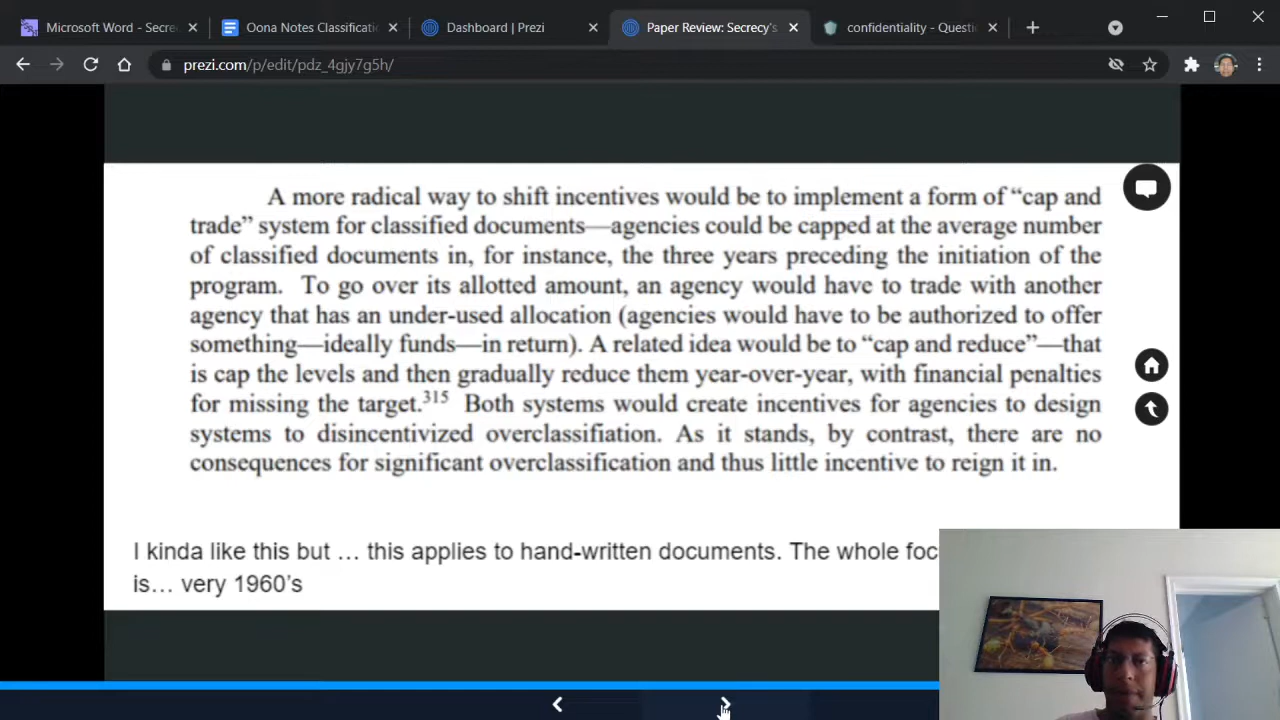 Microsoft Word - Secre
Oona Notes Classificati
Dashboard | Prezi
Paper Review: Secrecy's
confidentiality - Questi
prezi.com/p/edit/pdz_4gjy7g5h/
A more radical way to shift incentives would be to implement a form of “cap and
trade” system for classified documents—agencies could be capped at the average number
of classified documents in, for instance, the three years preceding the initiation of the
program. To go over its allotted amount, an agency would have to trade with another
agency that has an under-used allocation (agencies would have to be authorized to offer
something—ideally funds—in return). A related idea would be to “cap and reduce”—that
is cap the levels and then gradually reduce them year-over-year, with financial penalties
for missing the target.315 Both systems would create incentives for agencies to design
systems to disincentivized overclassifiation. As it stands, by contrast, there are no
consequences for significant overclassification and thus little incentive to reign it in.
I kinda like this but … this applies to hand-written documents. The whole foc
is… very 1960’s